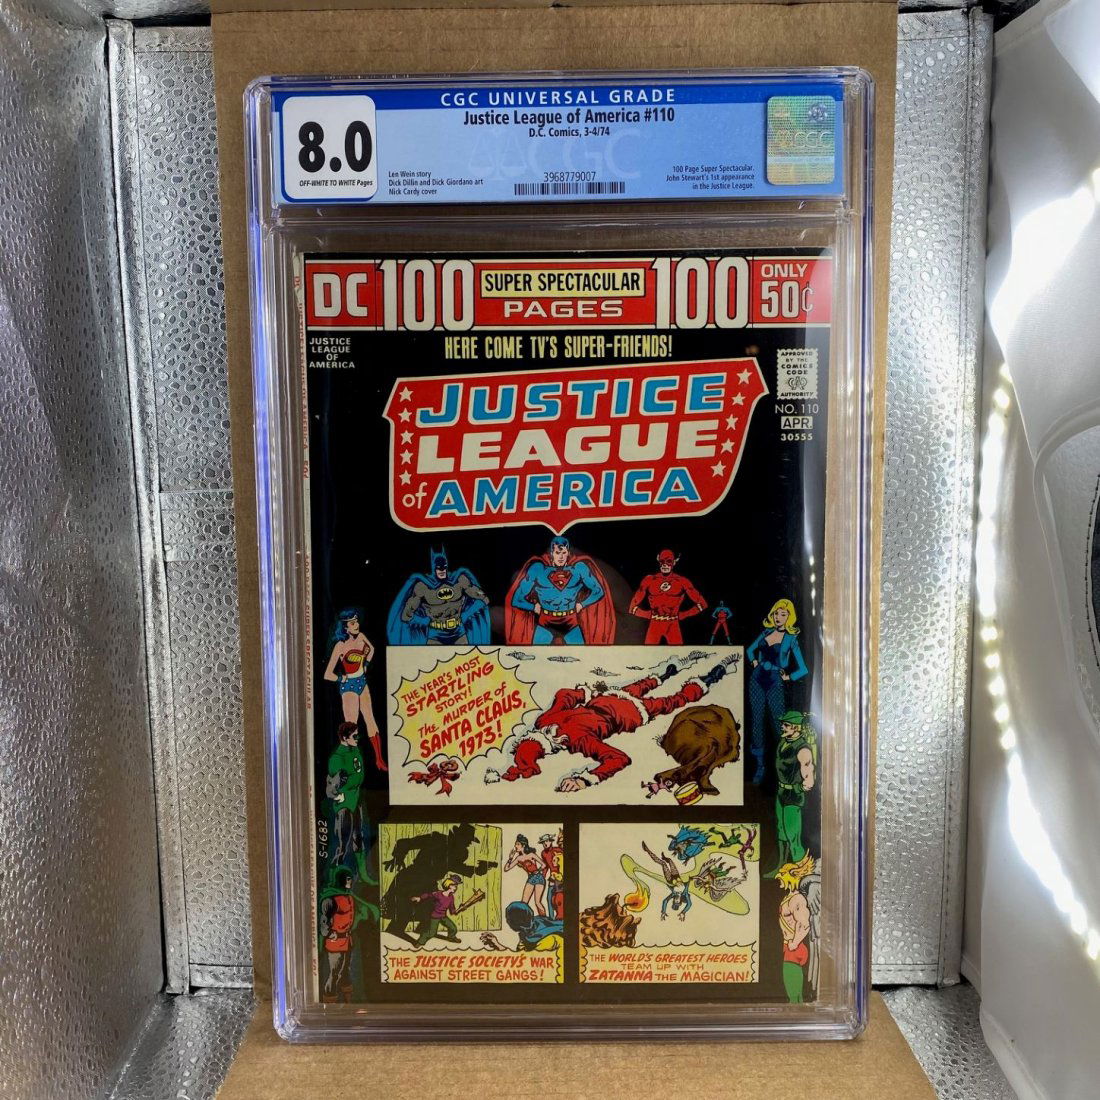 CGC UNIVERSAL GRADE
Justice League of America #110
D.C. Comics, 3-4/74
8.0
OFF-WHITE TO WHITE Pages
Len Wein story
Dick Dillin and Dick Giordano art
Nick Cardy cover
3968779007
100 Page Super Spectacular.
John Stewart's 1st appearance
in the Justice League.
CGC
DC 100 SUPER SPECTACULAR 100 ONLY
PAGES 50¢
JUSTICE
LEAGUE
OF
AMERICA
HERE COME TV'S SUPER-FRIENDS!
APPROVED
BY THE
COMICS
CODE
AUTHORITY
NO. 110
APR.
30555
JUSTICE
LEAGUE
of AMERICA
THE YEAR'S MOST
STARTLING
STORY!
THE MURDER OF
SANTA CLAUS,
1973!
S-1682
THE JUSTICE SOCIETY'S WAR
AGAINST STREET GANGS!
THE WORLD'S GREATEST HEROES
TEAM UP WITH
ZATANNA THE MAGICIAN!